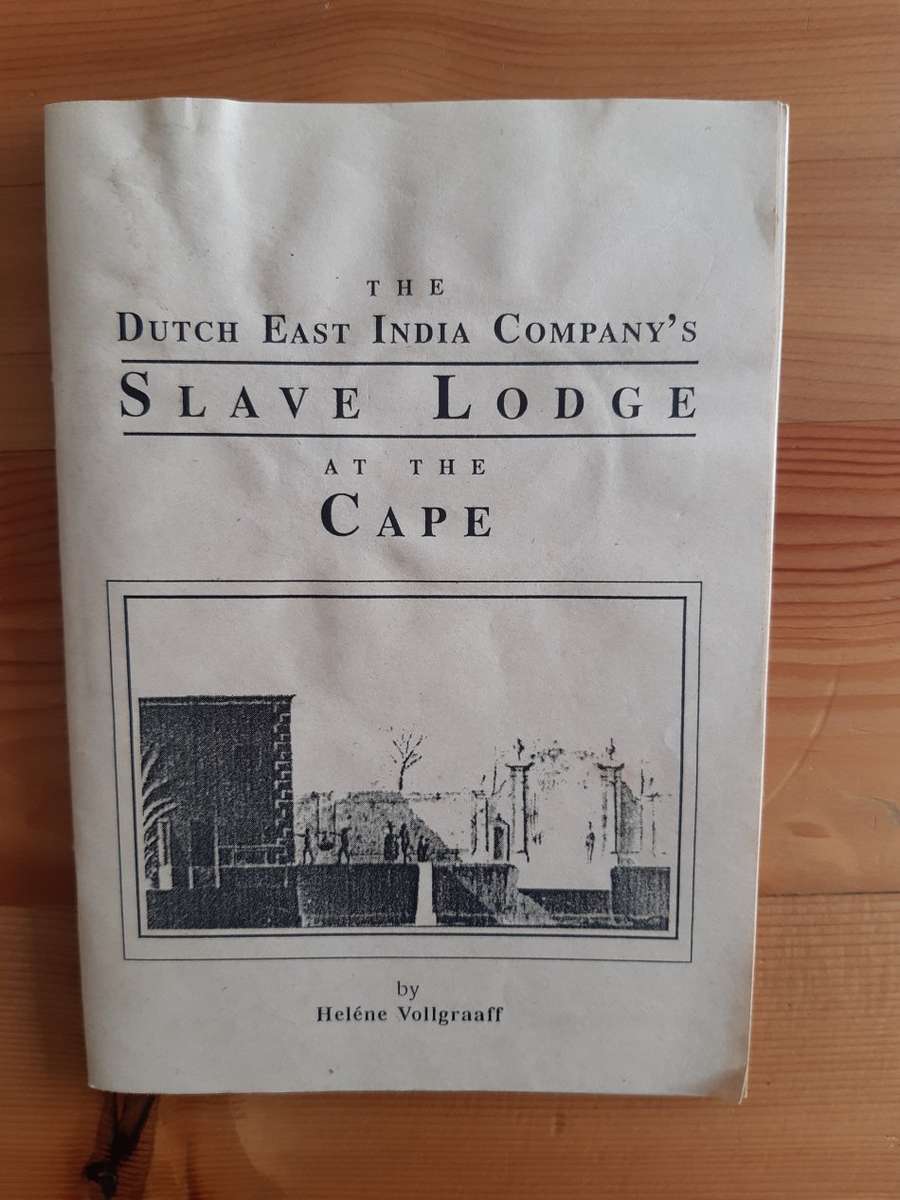 THE
DUTCH EAST INDIA COMPANY'S
SLAVE LODGE
AT THE
CAPE
by
Heléne Vollgraaff